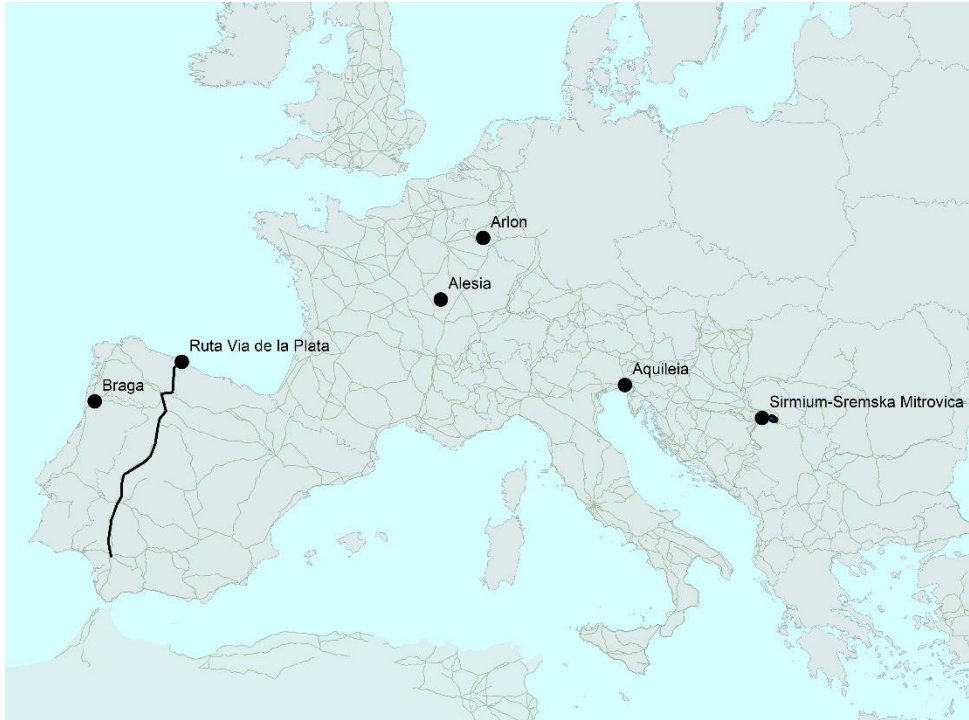 Arlon
Alesia
Ruta Via de la Plata
Braga
Aquileia
Sirmium-Sremska Mitrovica